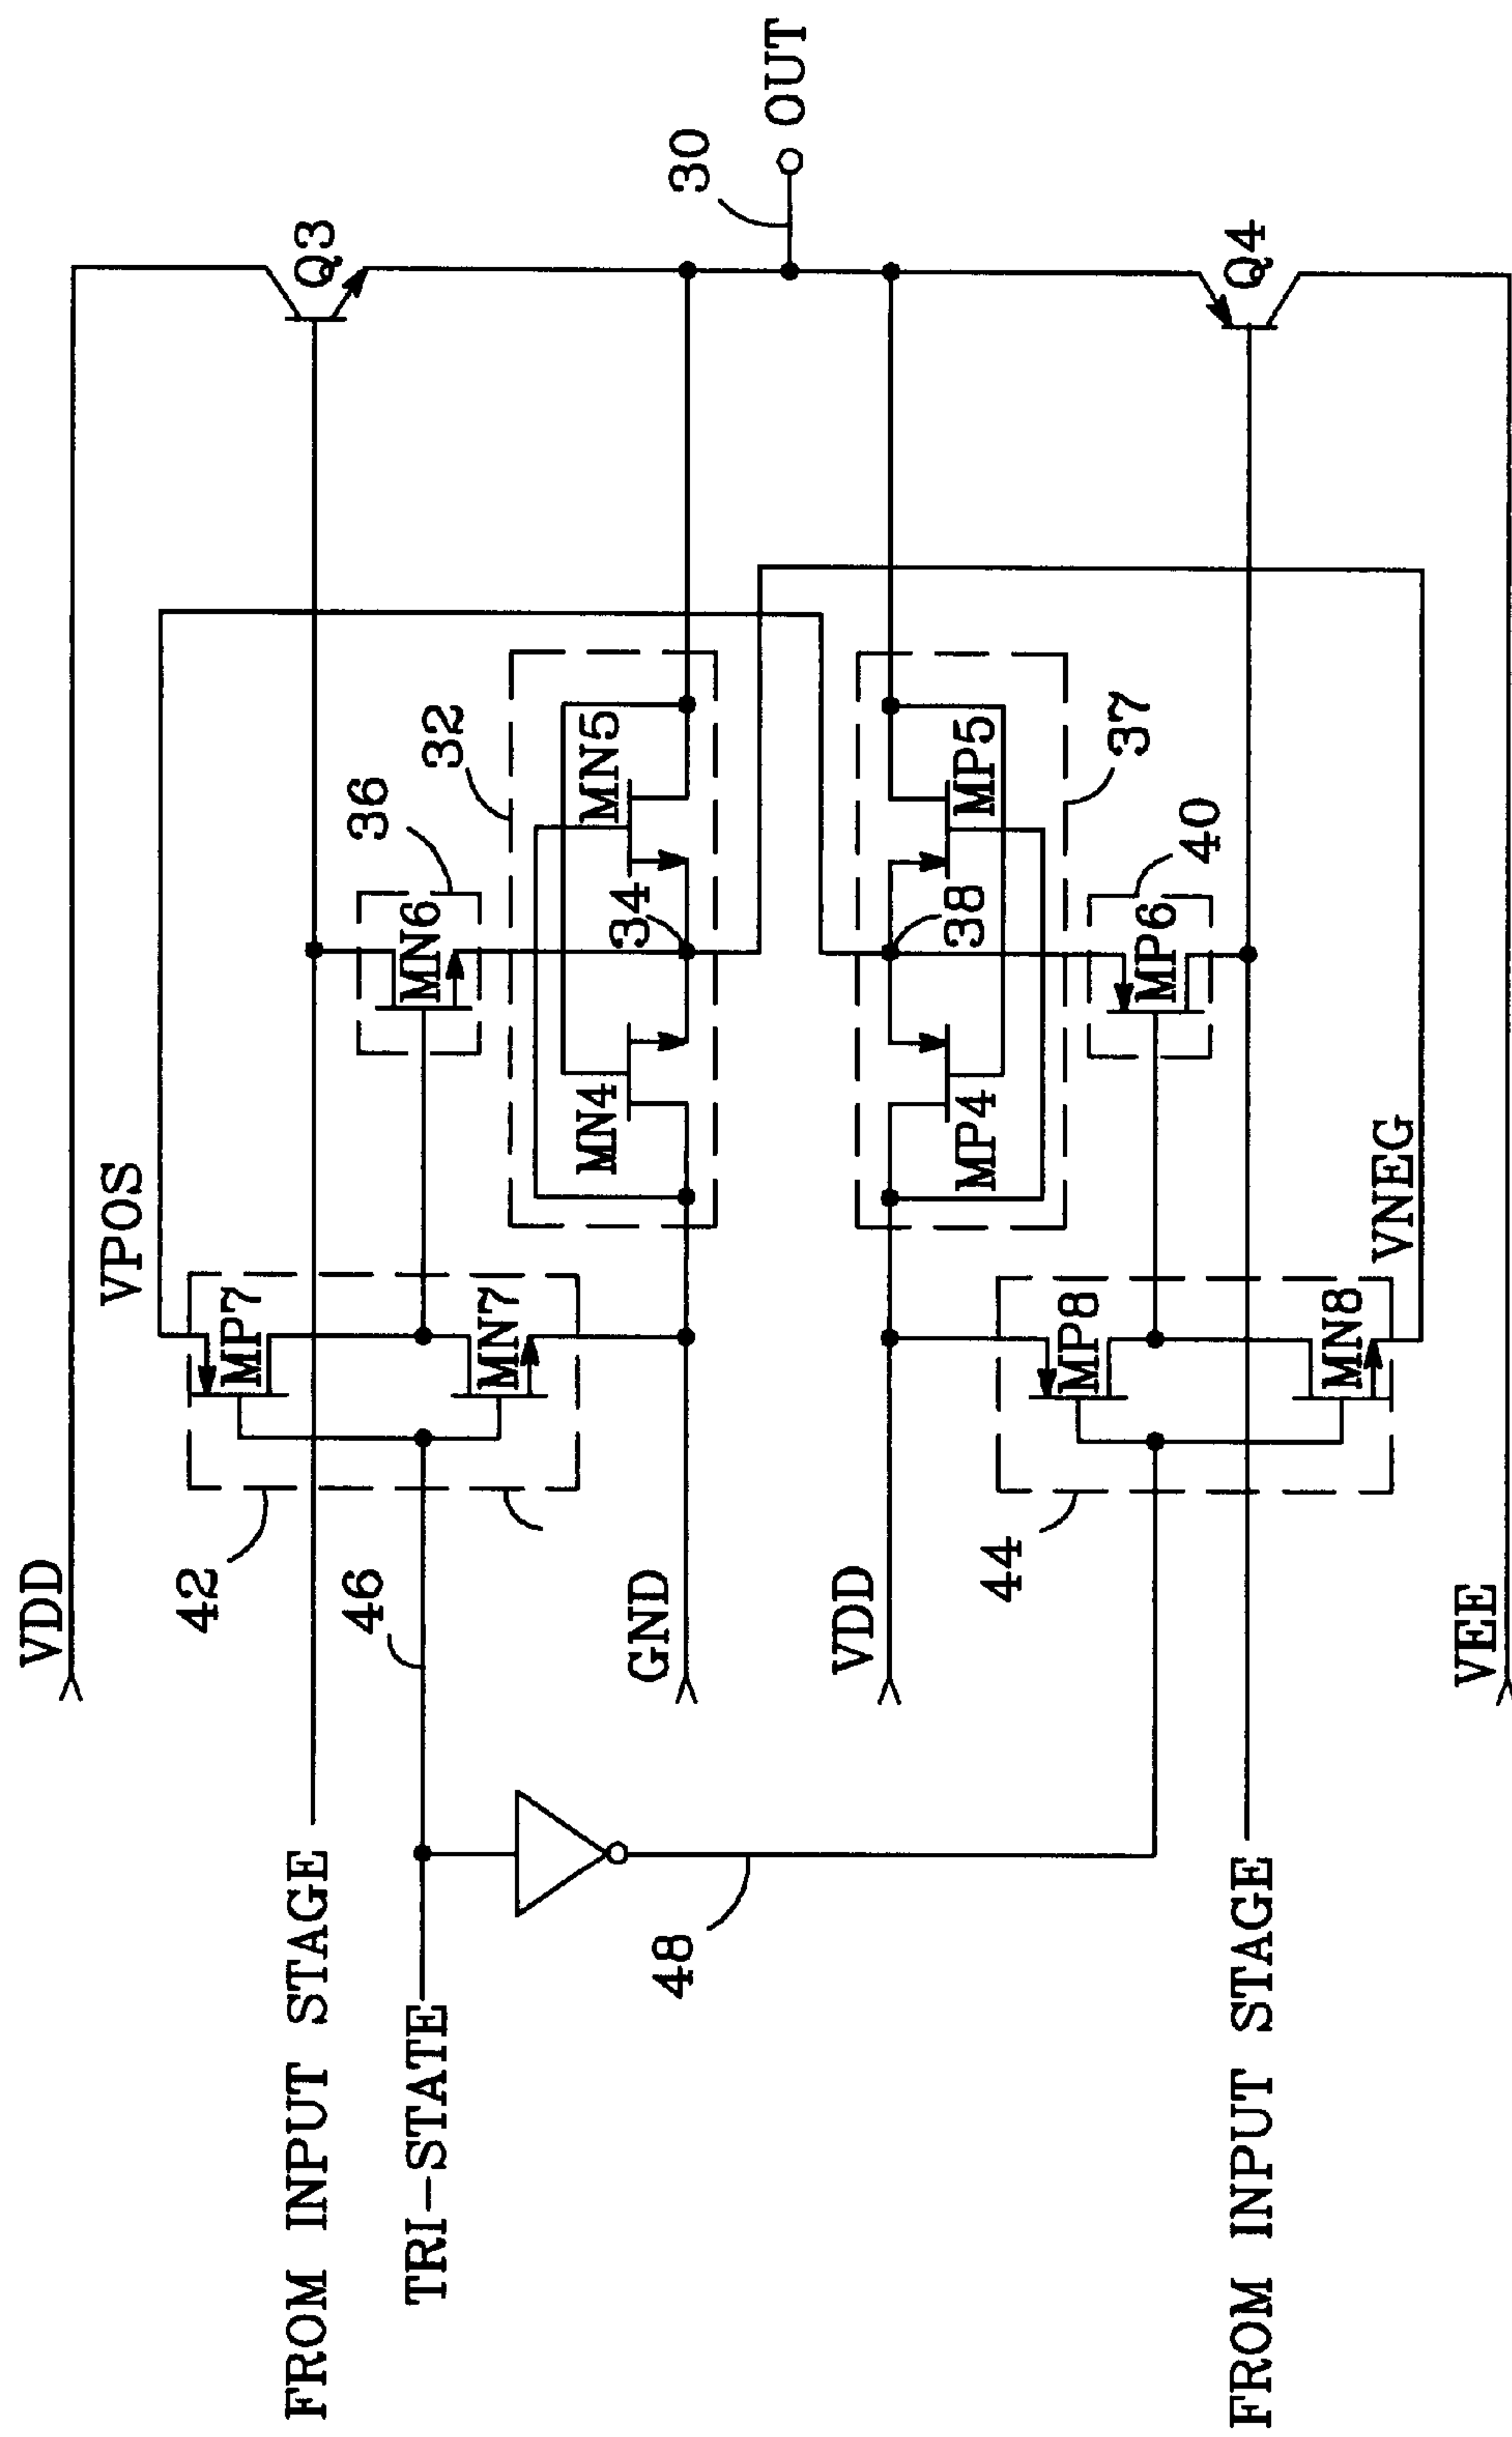 VDD
VPOS
Q3
FROM INPUT STAGE
42
MP7
MN7
36
MN6
TRI-STATE
46
32
MN4
MN5
34
GND
30
OUT
48
VDD
38
MP4
MP5
37
44
MP8
MN8
MP6
40
FROM INPUT STAGE
Q4
VNEG
VEE